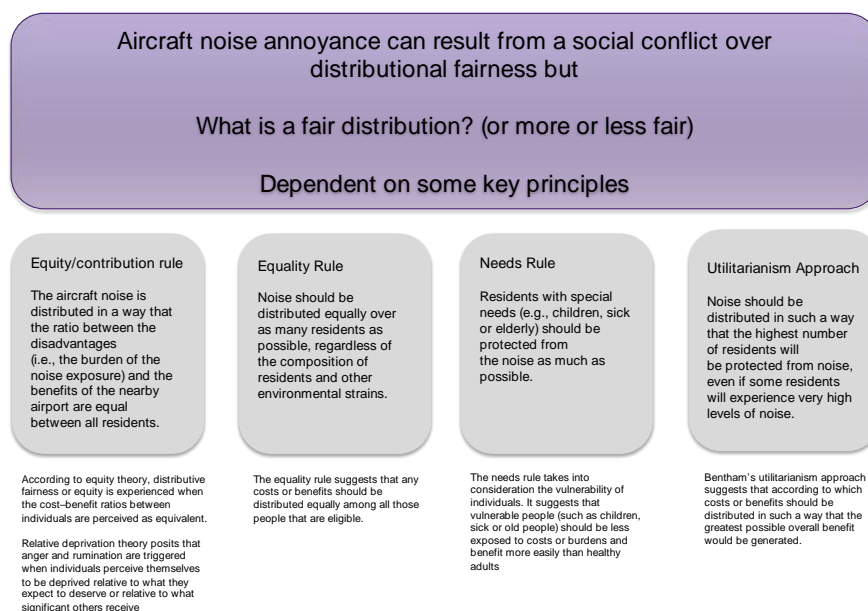 Aircraft noise annoyance can result from a social conflict over
distributional fairness but
What is a fair distribution? (or more or less fair)
Dependent on some key principles
Equity/contribution rule
The aircraft noise is
distributed in a way that
the ratio between the
disadvantages
(i.e., the burden of the
noise exposure) and the
benefits of the nearby
airport are equal
between all residents.
According to equity theory, distributive
fairness or equity is experienced when
the cost–benefit ratios between
individuals are perceived as equivalent.
Relative deprivation theory posits that
anger and rumination are triggered
when individuals perceive themselves
to be deprived relative to what they
expect to deserve or relative to what
significant others receive
Equality Rule
Noise should be
distributed equally over
as many residents as
possible, regardless of
the composition of
residents and other
environmental strains.
The equality rule suggests that any
costs or benefits should be
distributed equally among all those
people that are eligible.
Needs Rule
Residents with special
needs (e.g., children, sick
or elderly) should be
protected from
the noise as much as
possible.
The needs rule takes into
consideration the vulnerability of
individuals. It suggests that
vulnerable people (such as children,
sick or old people) should be less
exposed to costs or burdens and
benefit more easily than healthy
adults
Utilitarianism Approach
Noise should be
distributed in such a way
that the highest number
of residents will
be protected from noise,
even if some residents
will experience very high
levels of noise.
Bentham's utilitarianism approach
suggests that according to which
costs or benefits should be
distributed in such a way that the
greatest possible overall benefit
would be generated.